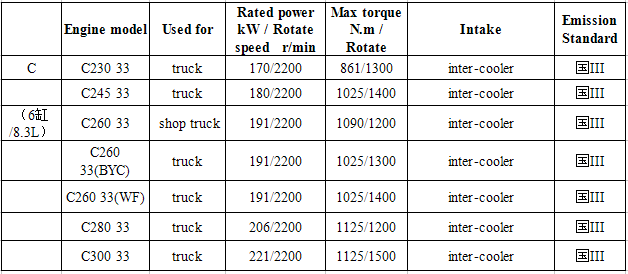 Engine model Used for Rated power kW / Rotate speed r/min Max torque N.m / Rotate Intake Emission Standard
C C230 33 truck 170/2200 861/1300 inter-cooler 国III
C245 33 truck 180/2200 1025/1400 inter-cooler 国III
（6缸/8.3L） C260 33 shop truck 191/2200 1090/1200 inter-cooler 国III
C260 33(BYC) truck 191/2200 1025/1300 inter-cooler 国III
C260 33(WF) truck 191/2200 1025/1400 inter-cooler 国III
C280 33 truck 206/2200 1125/1200 inter-cooler 国III
C300 33 truck 221/2200 1125/1500 inter-cooler 国III